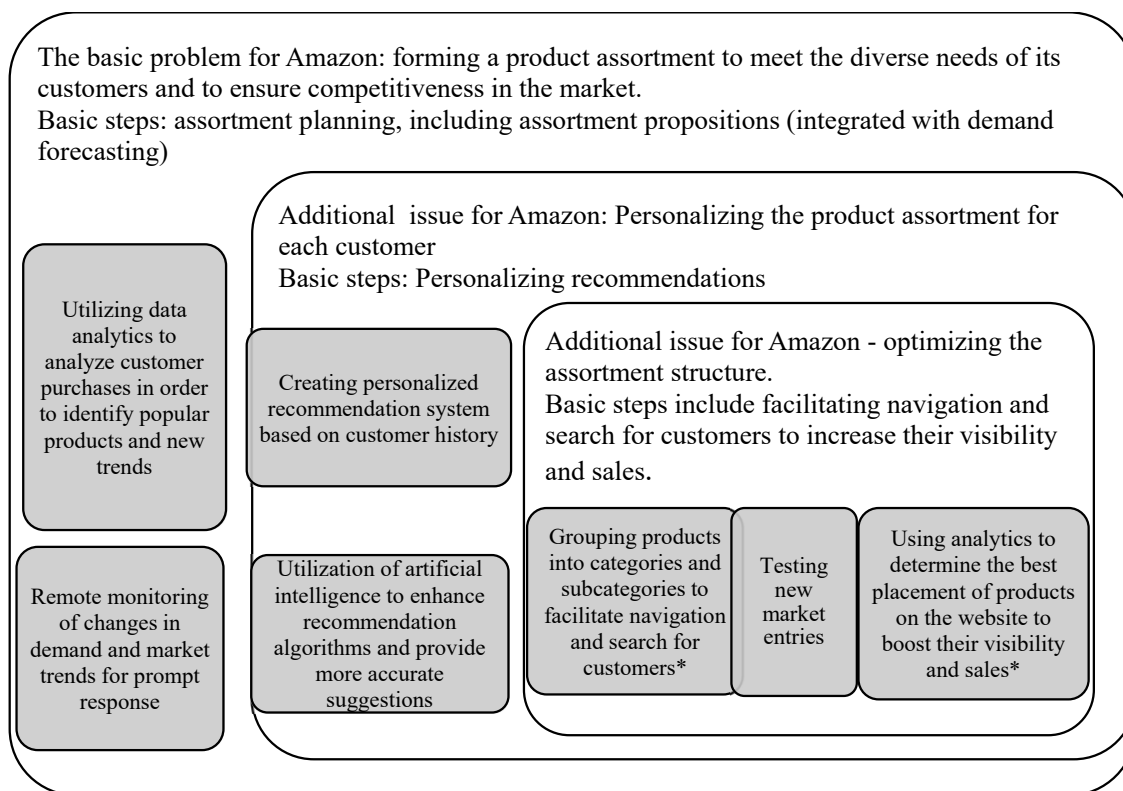 The basic problem for Amazon: forming a product assortment to meet the diverse needs of its
customers and to ensure competitiveness in the market.
Basic steps: assortment planning, including assortment propositions (integrated with demand
forecasting)
Additional  issue for Amazon: Personalizing the product assortment for
each customer
Basic steps: Personalizing recommendations
Utilizing data
analytics to
analyze customer
purchases in order
to identify popular
products and new
trends
Remote monitoring
of changes in
demand and market
trends for prompt
response
Creating personalized
recommendation system
based on customer history
Utilization of artificial
intelligence to enhance
recommendation
algorithms and provide
more accurate
suggestions
Additional issue for Amazon - optimizing the
assortment structure.
Basic steps include facilitating navigation and
search for customers to increase their visibility
and sales.
Grouping products
into categories and
subcategories to
facilitate navigation
and search for
customers*
Testing
new
market
entries
Using analytics to
determine the best
placement of products
on the website to
boost their visibility
and sales*